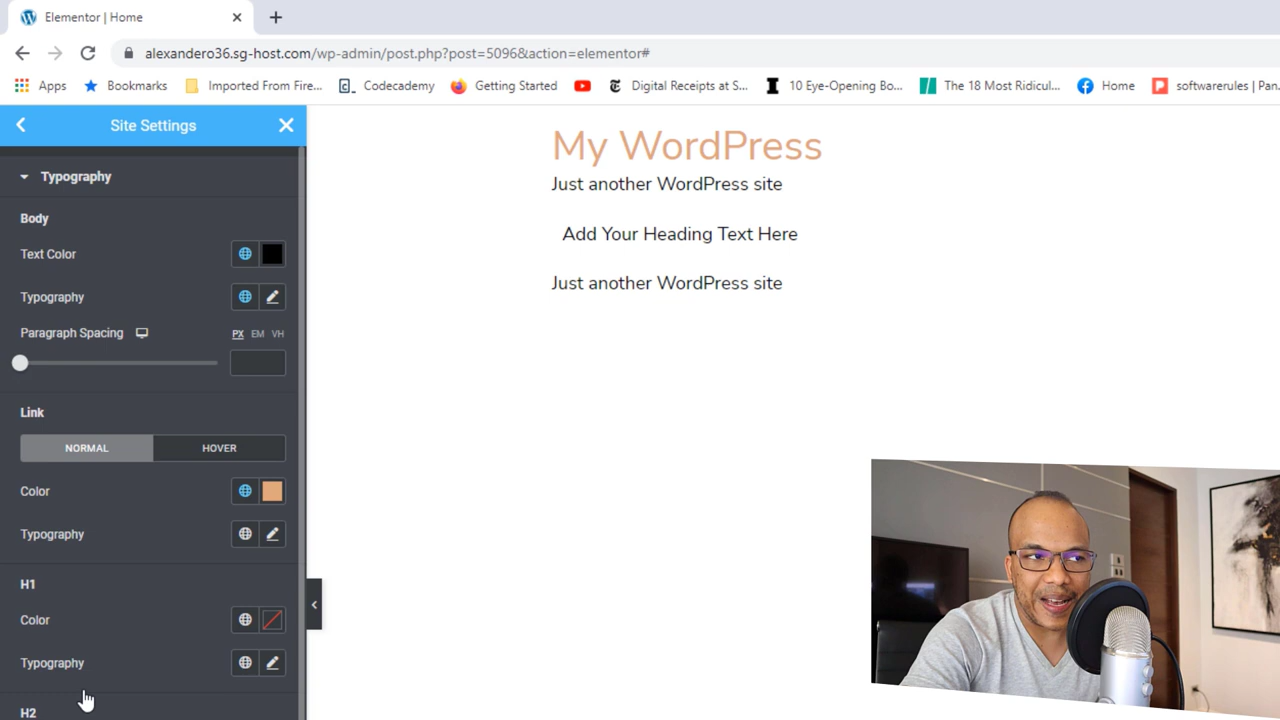 Elementor | Home
alexandero36.sg-host.com/wp-admin/post.php?post=5096&action=elementor#
Apps Bookmarks Imported From Fire... Codecademy Getting Started Digital Receipts at S... 10 Eye-Opening Bo... The 18 Most Ridicul... Home softwarerules | Pan.
Site Settings
Typography
Body
Text Color
Typography
Paragraph Spacing PX EM VH
Link
NORMAL HOVER
Color
Typography
H1
Color
Typography
H2
My WordPress
Just another WordPress site
Add Your Heading Text Here
Just another WordPress site